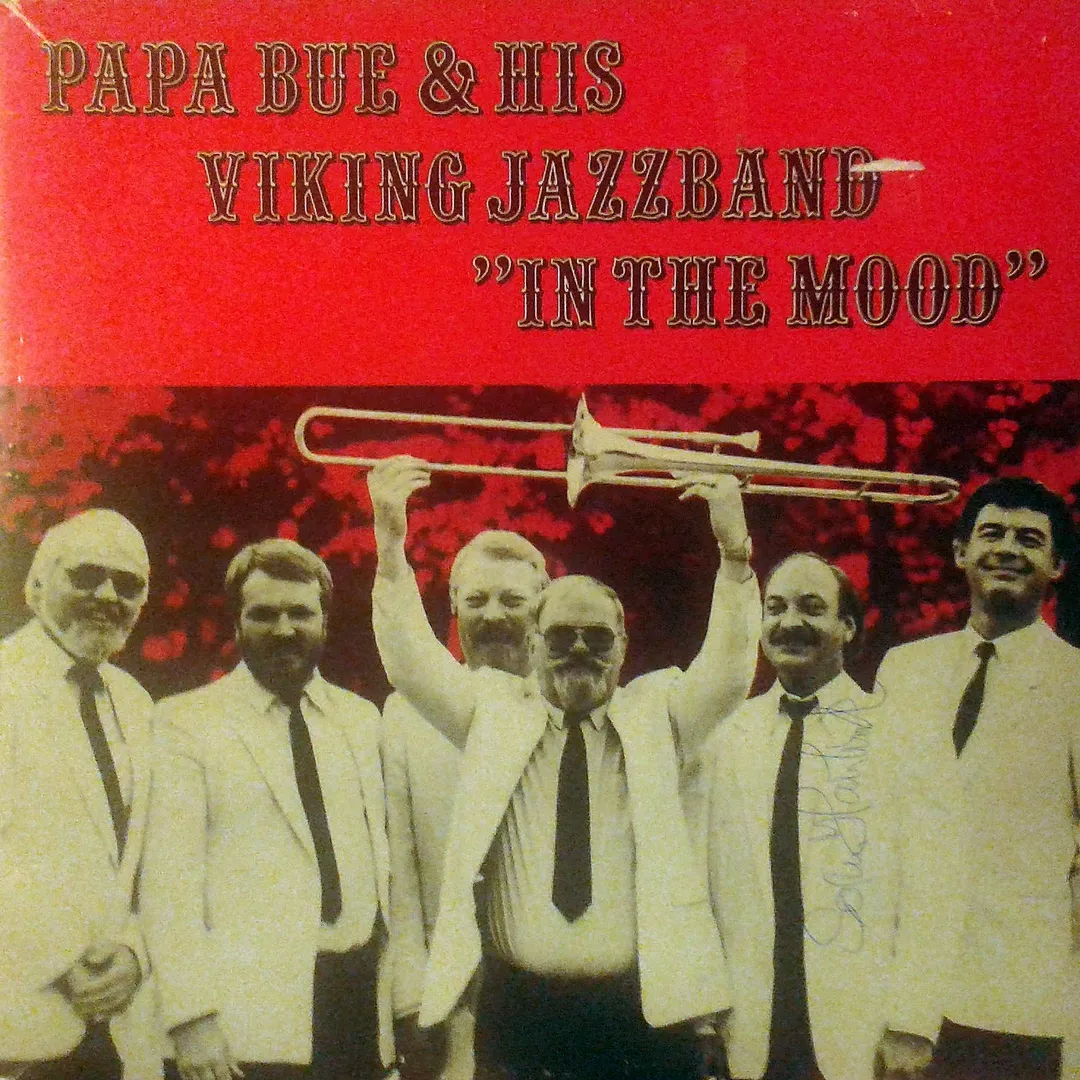 PAPA BUE & HIS
VIKING JAZZBAND
"IN THE MOOD"